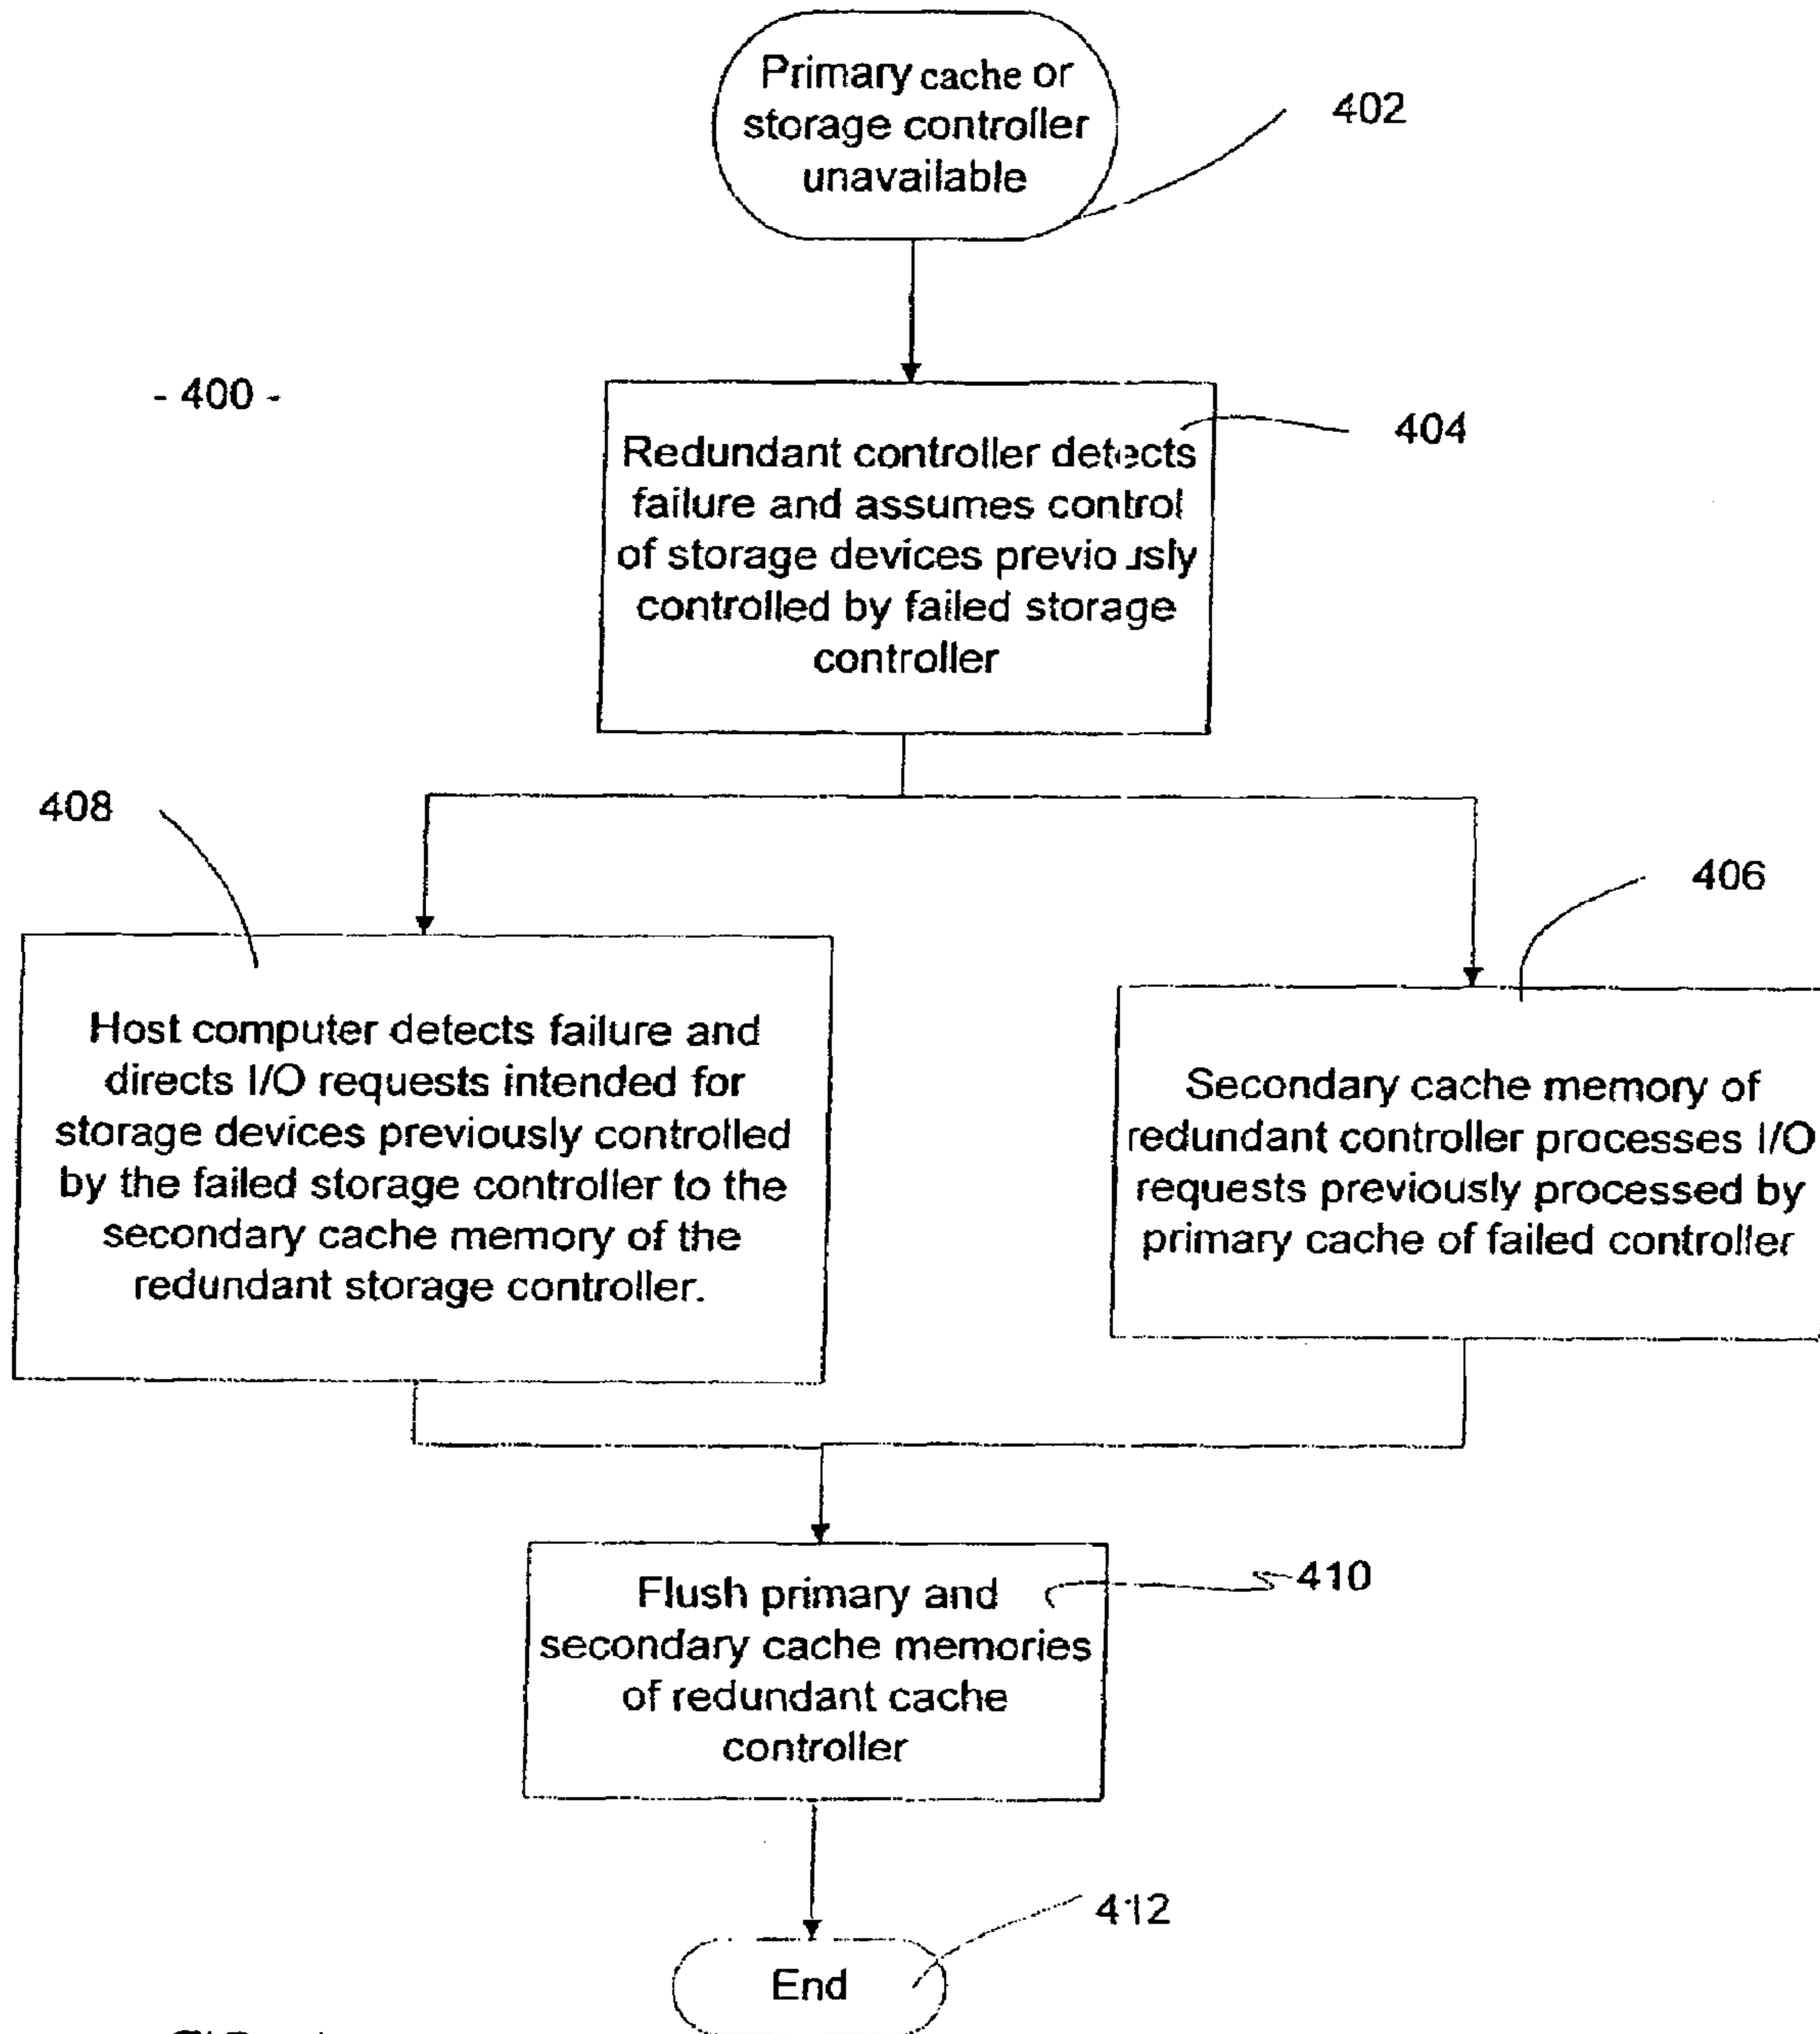 Primary cache or
storage controller
unavailable
402
- 400 -
Redundant controller detects
failure and assumes control
of storage devices previously
controlled by failed storage
controller
404
408
406
Host computer detects failure and
directs I/O requests intended for
storage devices previously controlled
by the failed storage controller to the
secondary cache memory of the
redundant storage controller.
Secondary cache memory of
redundant controller processes I/O
requests previously processed by
primary cache of failed controller
Flush primary and
secondary cache memories
of redundant cache
controller
410
412
End